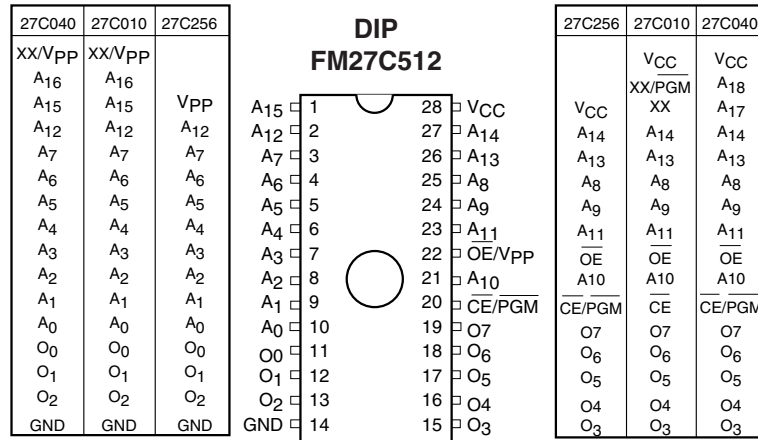 27C040 27C010 27C256
XX/VPP XX/VPP
A16 A16
A15 A15 VPP
A12 A12 A12
A7 A7 A7
A6 A6 A6
A5 A5 A5
A4 A4 A4
A3 A3 A3
A2 A2 A2
A1 A1 A1
A0 A0 A0
O0 O0 O0
O1 O1 O1
O2 O2 O2
GND GND GND
DIP
FM27C512
A15 1 28 VCC
A12 2 27 A14
A7 3 26 A13
A6 4 25 A8
A5 5 24 A9
A4 6 23 A11
A3 7 22 OE/VPP
A2 8 21 A10
A1 9 20 CE/PGM
A0 10 19 O7
O0 11 18 O6
O1 12 17 O5
O2 13 16 O4
GND 14 15 O3
27C256 27C010 27C040
VCC VCC
XX/PGM A18
VCC XX A17
A14 A14 A14
A13 A13 A13
A8 A8 A8
A9 A9 A9
A11 A11 A11
OE OE OE
A10 A10 A10
CE/PGM CE CE/PGM
O7 O7 O7
O6 O6 O6
O5 O5 O5
O4 O4 O4
O3 O3 O3